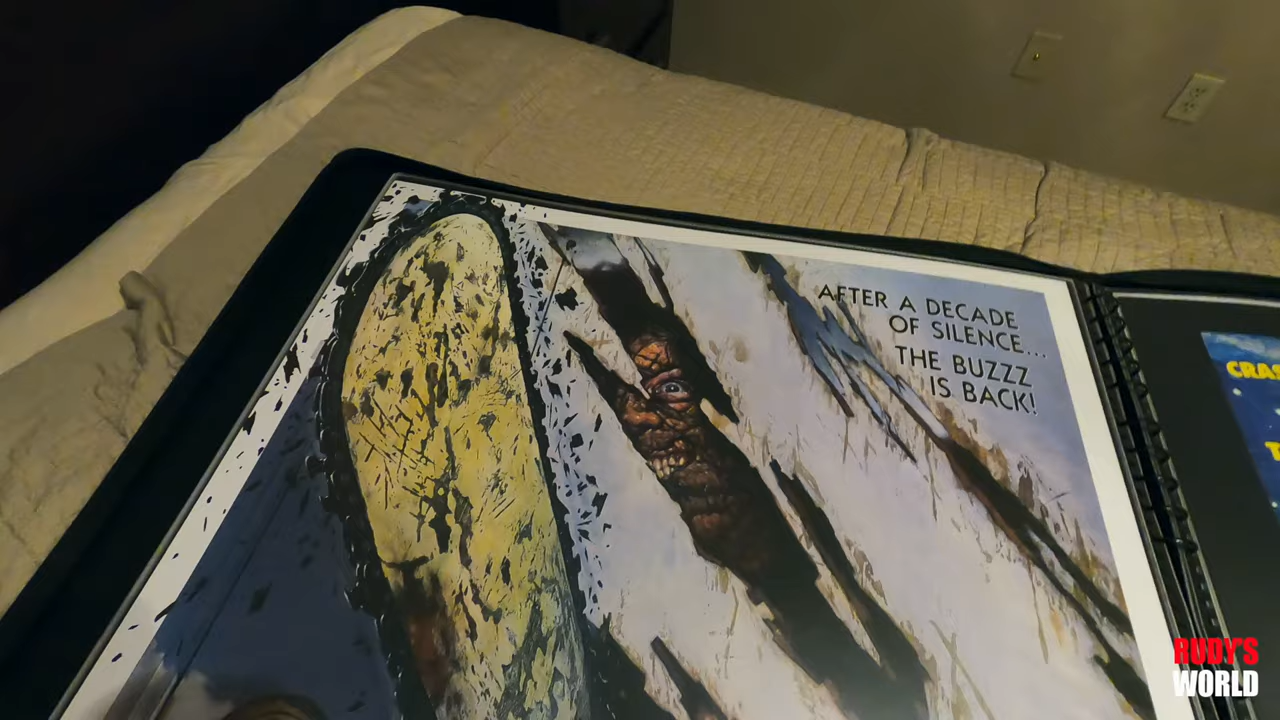 AFTER A DECADE
OF SILENCE...
THE BUZZZ
IS BACK!
RUDY'S
WORLD